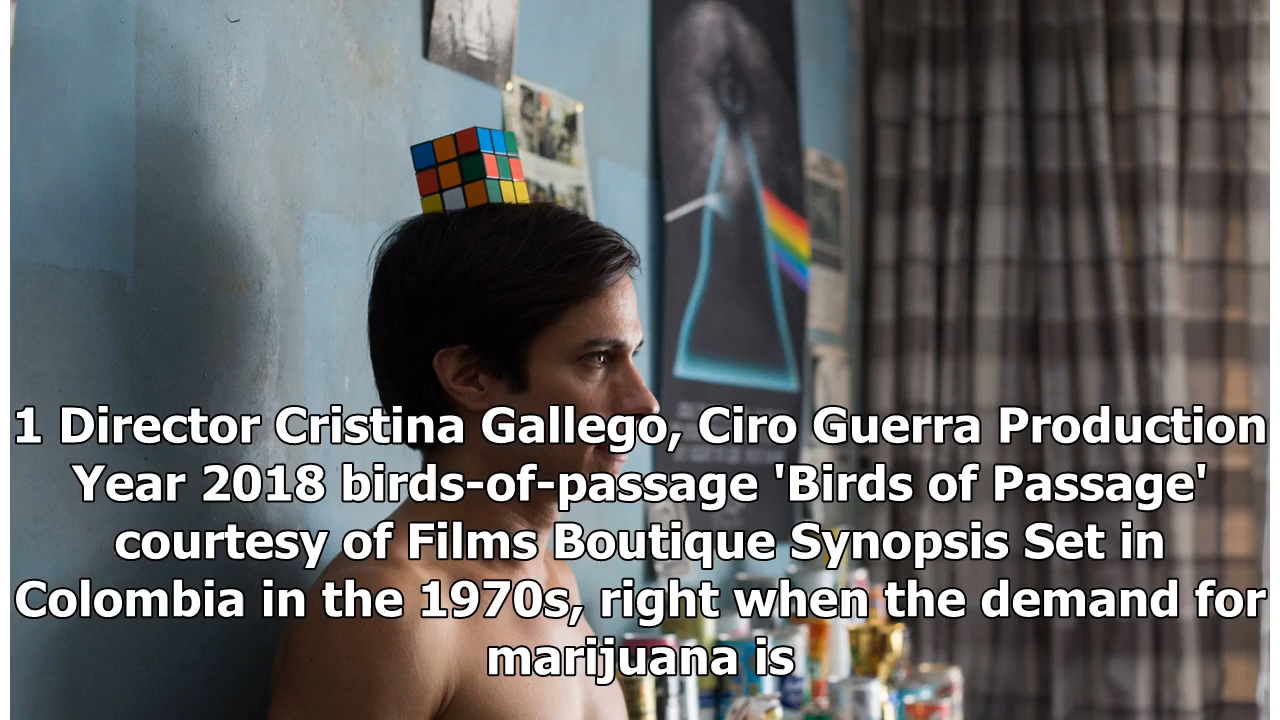 1 Director Cristina Gallego, Ciro Guerra Production
Year 2018 birds-of-passage 'Birds of Passage'
courtesy of Films Boutique Synopsis Set in
Colombia in the 1970s, right when the demand for
marijuana is